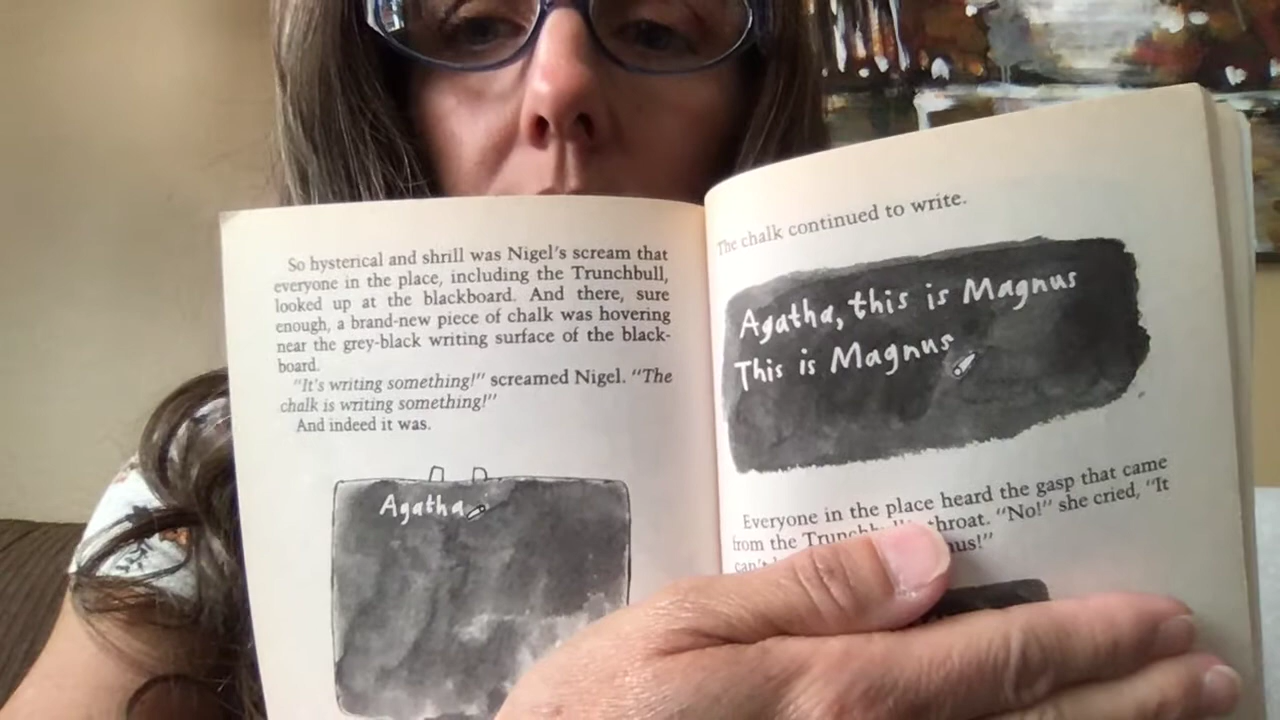 So hysterical and shrill was Nigel's scream that
everyone in the place, including the Trunchbull,
looked up at the blackboard. And there, sure
enough, a brand-new piece of chalk was hovering
near the grey-black writing surface of the black-
board.
"It's writing something!" screamed Nigel. "The
chalk is writing something!"
And indeed it was.
Agatha
The chalk continued to write.
Agatha, this is Magnus
This is Magnus
Everyone in the place heard the gasp that came
from the throat. "No!" she cried, "It